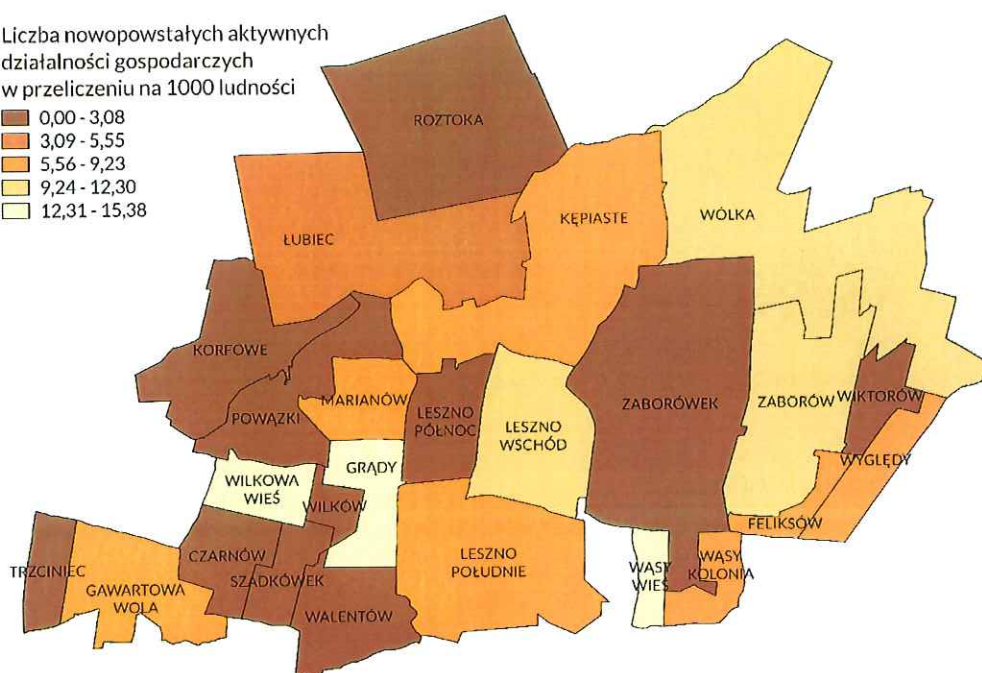 Liczba nowopowstałych aktywnych
działalności gospodarczych
w przeliczeniu na 1000 ludności
0,00 - 3,08
3,09 - 5,55
5,56 - 9,23
9,24 - 12,30
12,31 - 15,38
ROZTOKA
ŁUBIEC
KĘPIASTE
WÓLKA
KORFOWE
POWĄZKI
MARIANÓW
LESZNO
PÓŁNOC
LESZNO
WSCHÓD
ZABORÓWEK
ZABORÓW
WIKTORÓW
WYGLĘDY
GRĄDY
WILKOWA
WIEŚ
WILKÓW
FELIKSÓW
TRZCINIEC
GAWARTOWA
WOLA
CZARNÓW
SZADKÓWEK
WALENTÓW
LESZNO
POŁUDNIE
WĄSY
WIEŚ
WĄSY
KOLONIA